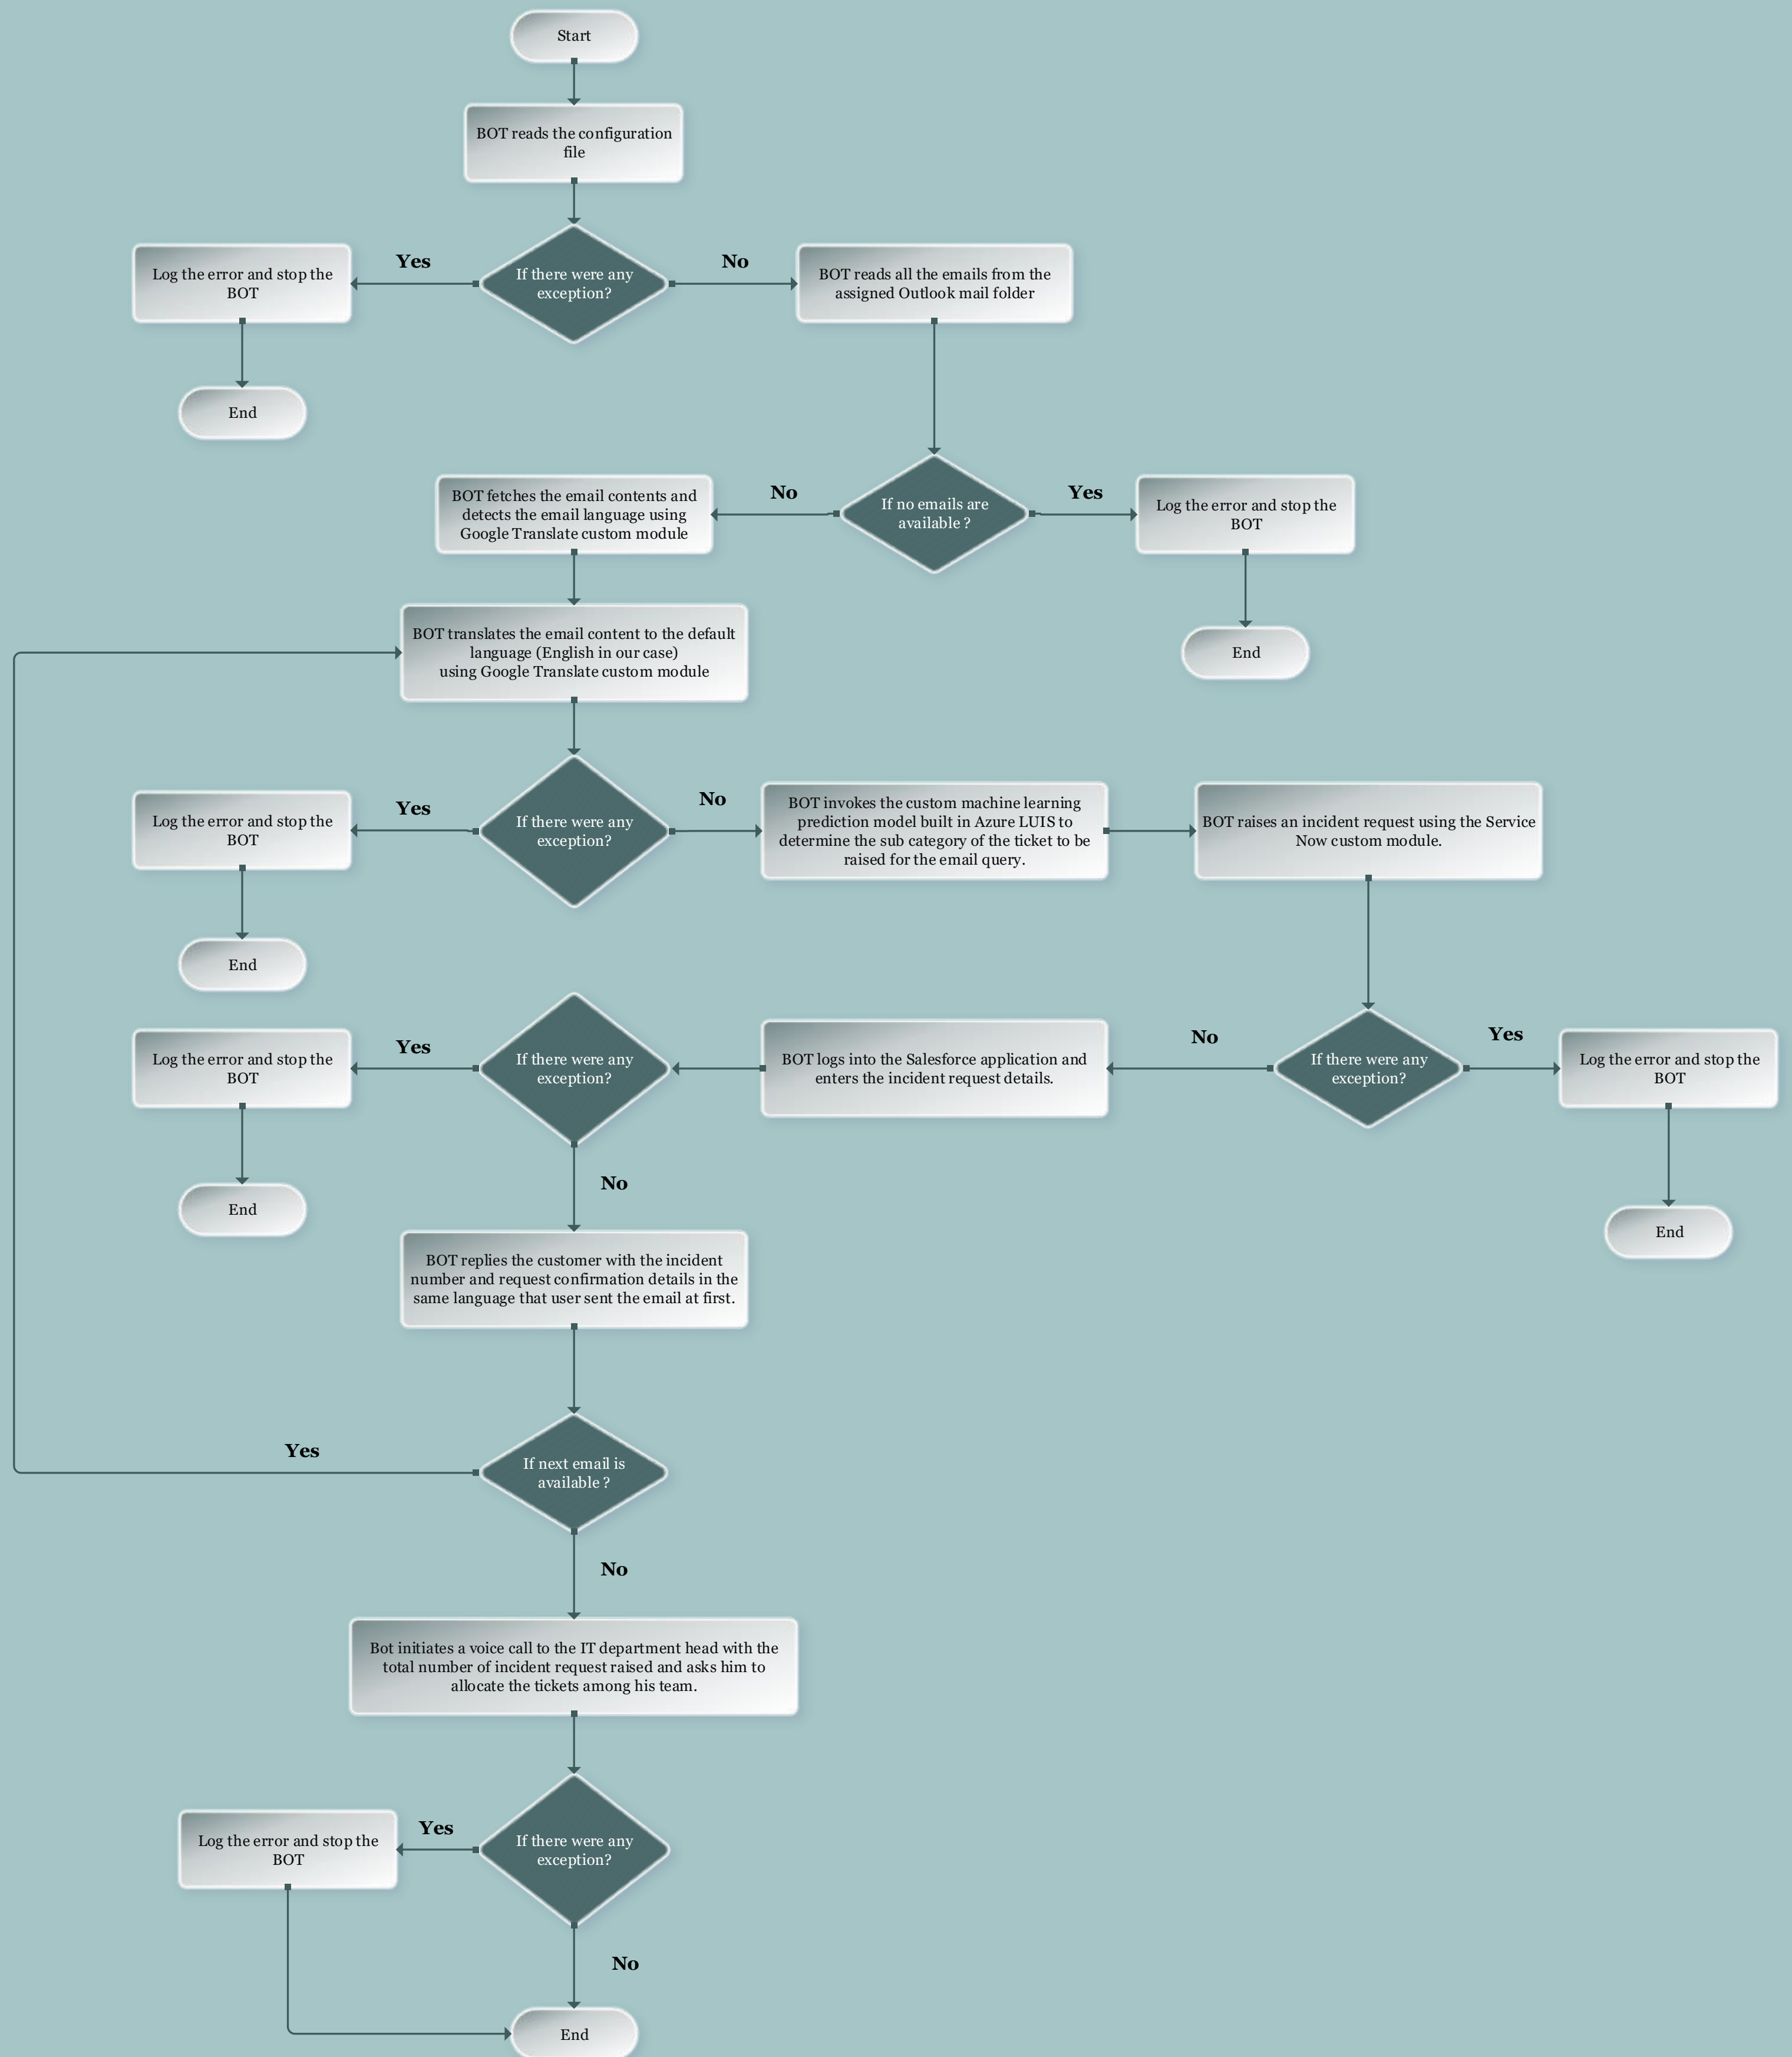 Start
BOT reads the configuration
file
Yes
No
Log the error and stop the
BOT
If there were any
exception?
BOT reads all the emails from the
assigned Outlook mail folder
End
No
Yes
BOT fetches the email contents and
detects the email language using
Google Translate custom module
If no emails are
available ?
Log the error and stop the
BOT
BOT translates the email content to the default
language (English in our case)
using Google Translate custom module
End
Yes
No
Log the error and stop the
BOT
If there were any
exception?
BOT invokes the custom machine learning
prediction model built in Azure LUIS to
determine the sub category of the ticket to be
raised for the email query.
BOT raises an incident request using the Service
Now custom module.
End
Yes
No
Yes
Log the error and stop the
BOT
If there were any
exception?
BOT logs into the Salesforce application and
enters the incident request details.
If there were any
exception?
Log the error and stop the
BOT
No
End
End
BOT replies the customer with the incident
number and request confirmation details in the
same language that user sent the email at first.
Yes
If next email is
available ?
No
Bot initiates a voice call to the IT department head with the
total number of incident request raised and asks him to
allocate the tickets among his team.
Yes
Log the error and stop the
BOT
If there were any
exception?
No
End